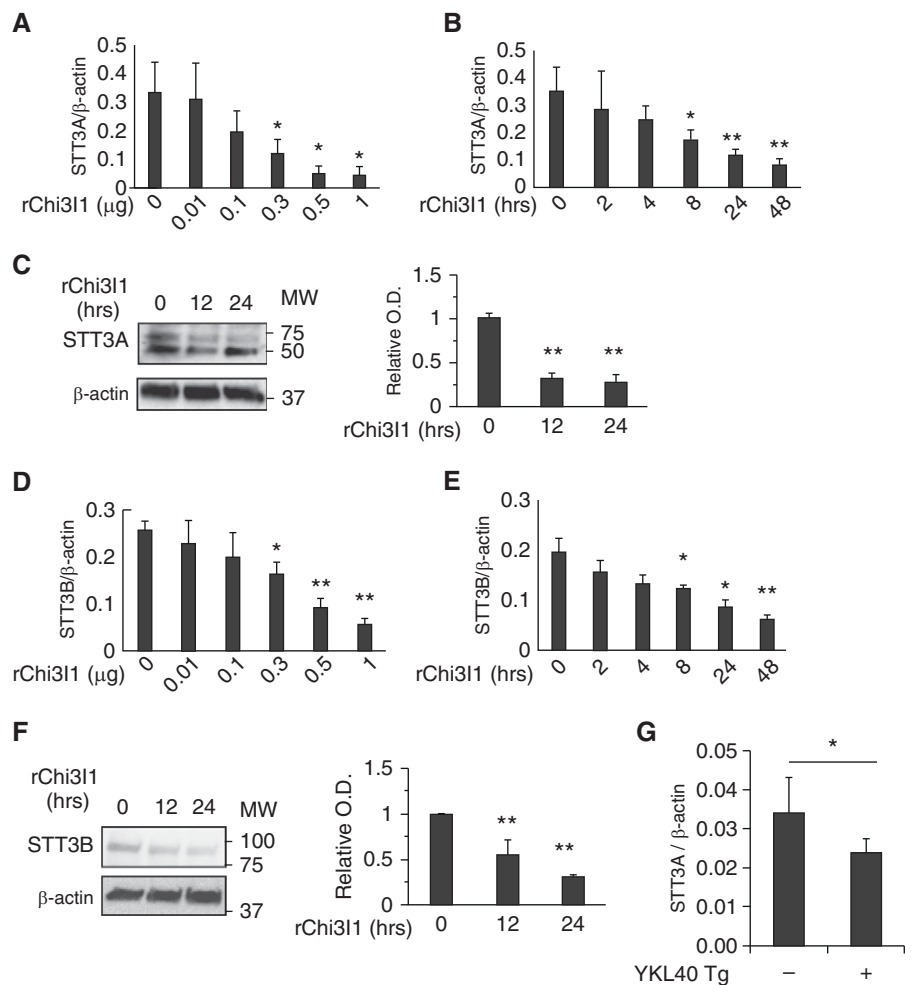 A
STT3A/β-actin
0.5
0.4
0.3
0.2
0.1
0
* * *
rChi3l1 (μg) 0 0.01 0.1 0.3 0.5 1
B
STT3A/β-actin
0.5
0.4
0.3
0.2
0.1
0
* ** **
rChi3l1 (hrs) 0 2 4 8 24 48
C
rChi3l1
(hrs) 0 12 24 MW
STT3A
75
50
β-actin
37
Relative O.D.
1.5
1
0.5
0
** **
rChi3l1 (hrs) 0 12 24
D
STT3B/β-actin
0.3
0.2
0.1
0
* ** **
rChi3l1 (μg) 0 0.01 0.1 0.3 0.5 1
E
STT3B/β-actin
0.3
0.2
0.1
0
* * **
rChi3l1 (hrs) 0 2 4 8 24 48
F
rChi3l1
(hrs) 0 12 24 MW
STT3B
100
75
β-actin
37
Relative O.D.
1.5
1
0.5
0
** **
rChi3l1 (hrs) 0 12 24
G
STT3A / β-actin
0.05
0.04
0.03
0.02
0.01
0.00
*
YKL40 Tg – +